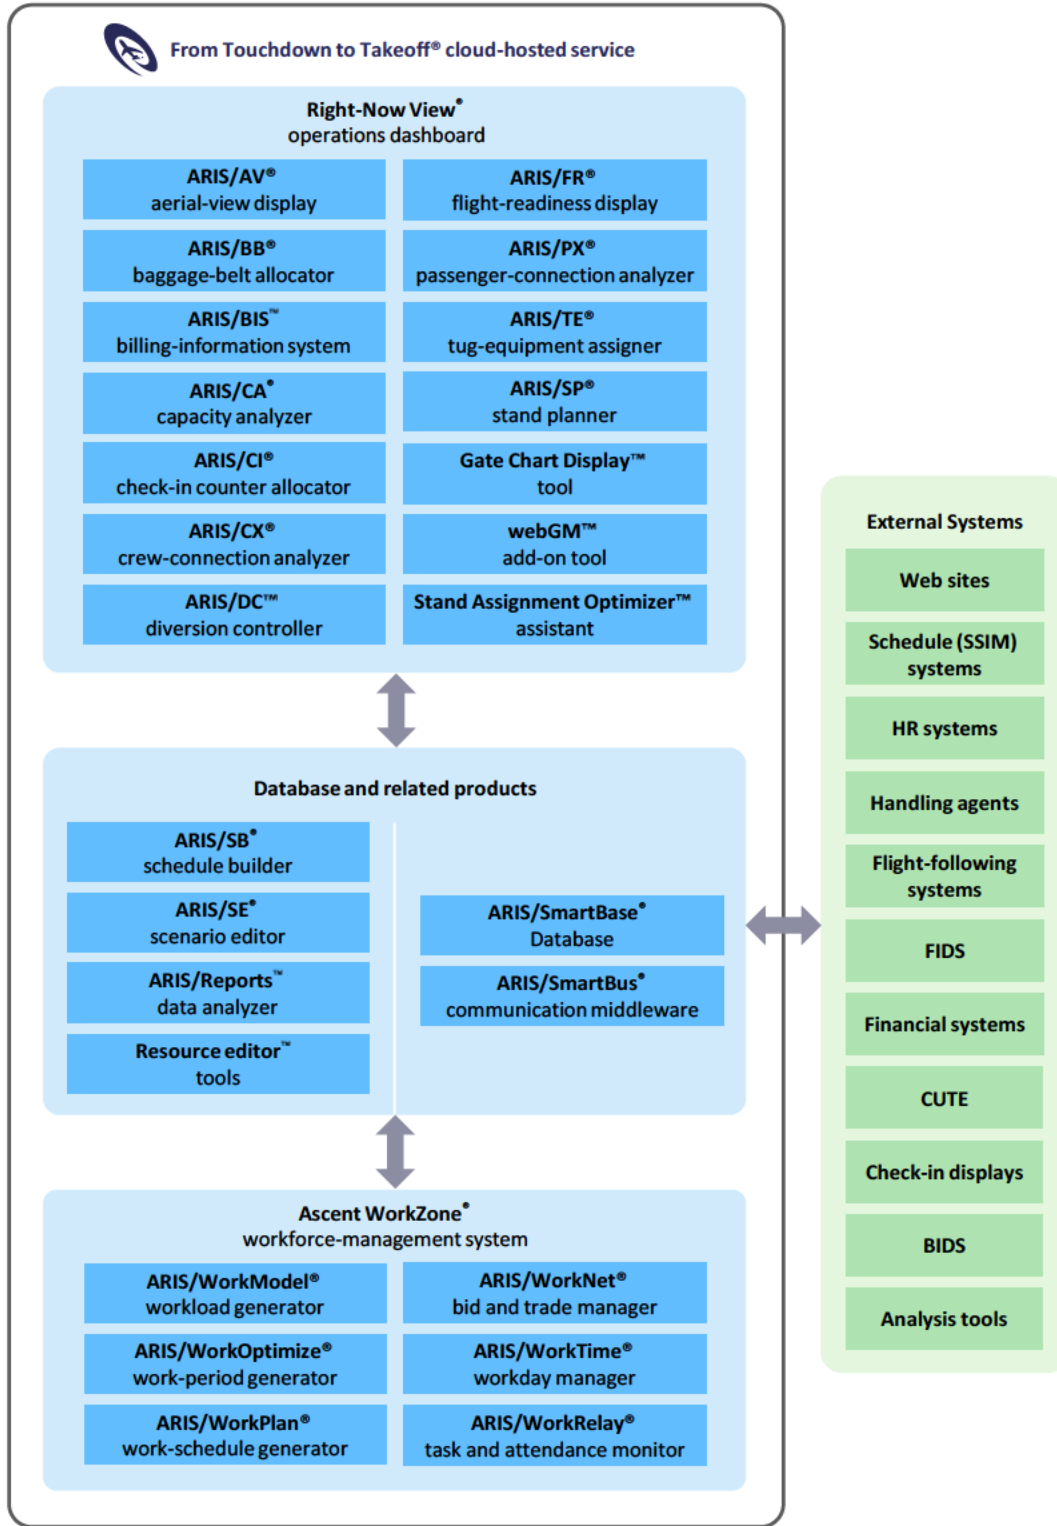 From Touchdown to Takeoff® cloud-hosted service
Right-Now View®
operations dashboard
ARIS/AV®
aerial-view display
ARIS/FR®
flight-readiness display
ARIS/BB®
baggage-belt allocator
ARIS/PX®
passenger-connection analyzer
ARIS/BIS™
billing-information system
ARIS/TE®
tug-equipment assigner
ARIS/CA®
capacity analyzer
ARIS/SP®
stand planner
ARIS/CI®
check-in counter allocator
Gate Chart Display™
tool
ARIS/CX®
crew-connection analyzer
webGM™
add-on tool
ARIS/DC™
diversion controller
Stand Assignment Optimizer™
assistant
Database and related products
ARIS/SB®
schedule builder
ARIS/SE®
scenario editor
ARIS/Reports™
data analyzer
Resource editor™
tools
ARIS/SmartBase®
Database
ARIS/SmartBus®
communication middleware
Ascent WorkZone®
workforce-management system
ARIS/WorkModel®
workload generator
ARIS/WorkNet®
bid and trade manager
ARIS/WorkOptimize®
work-period generator
ARIS/WorkTime®
workday manager
ARIS/WorkPlan®
work-schedule generator
ARIS/WorkRelay®
task and attendance monitor
External Systems
Web sites
Schedule (SSIM)
systems
HR systems
Handling agents
Flight-following
systems
FIDS
Financial systems
CUTE
Check-in displays
BIDS
Analysis tools